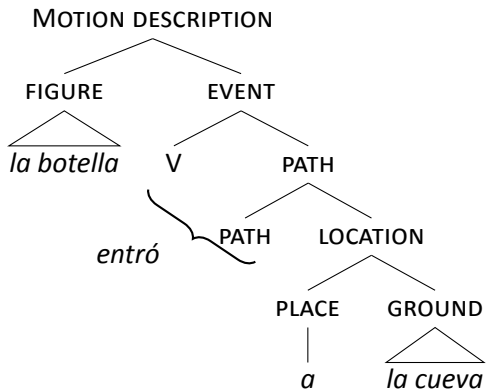 MOTION DESCRIPTION
FIGURE EVENT
la botella V PATH
entró PATH LOCATION
PLACE GROUND
a la cueva